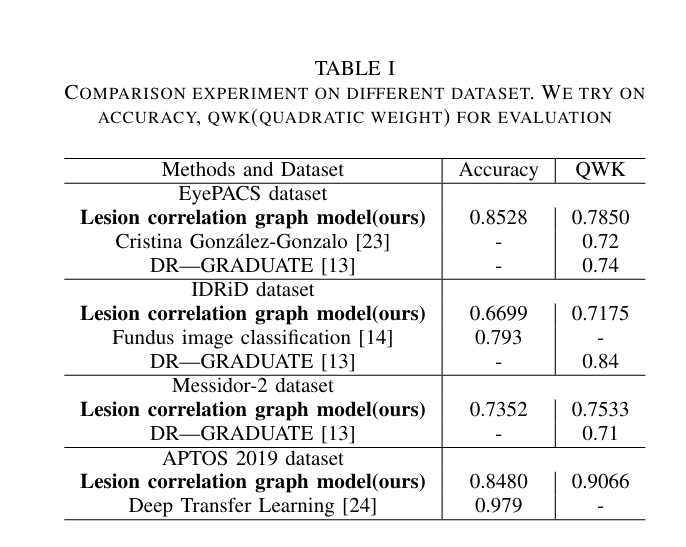 TABLE I
COMPARISON EXPERIMENT ON DIFFERENT DATASET. WE TRY ON
ACCURACY, QWK(QUADRATIC WEIGHT) FOR EVALUATION
Methods and Dataset Accuracy QWK
EyePACS dataset
Lesion correlation graph model(ours) 0.8528 0.7850
Cristina González-Gonzalo [23] - 0.72
DR—GRADUATE [13] - 0.74
IDRiD dataset
Lesion correlation graph model(ours) 0.6699 0.7175
Fundus image classification [14] 0.793 -
DR—GRADUATE [13] - 0.84
Messidor-2 dataset
Lesion correlation graph model(ours) 0.7352 0.7533
DR—GRADUATE [13] - 0.71
APTOS 2019 dataset
Lesion correlation graph model(ours) 0.8480 0.9066
Deep Transfer Learning [24] 0.979 -